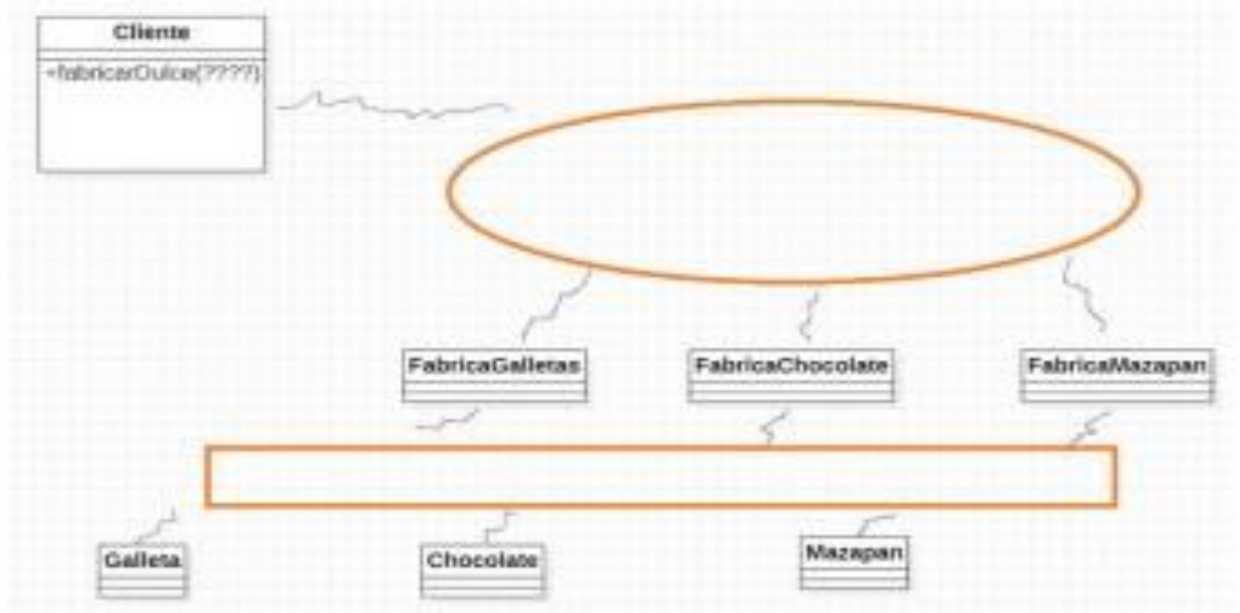 Cliente
+fabricarDulce(????)
FabricaGalletas
FabricaChocolate
FabricaMazapan
Galleta
Chocolate
Mazapan